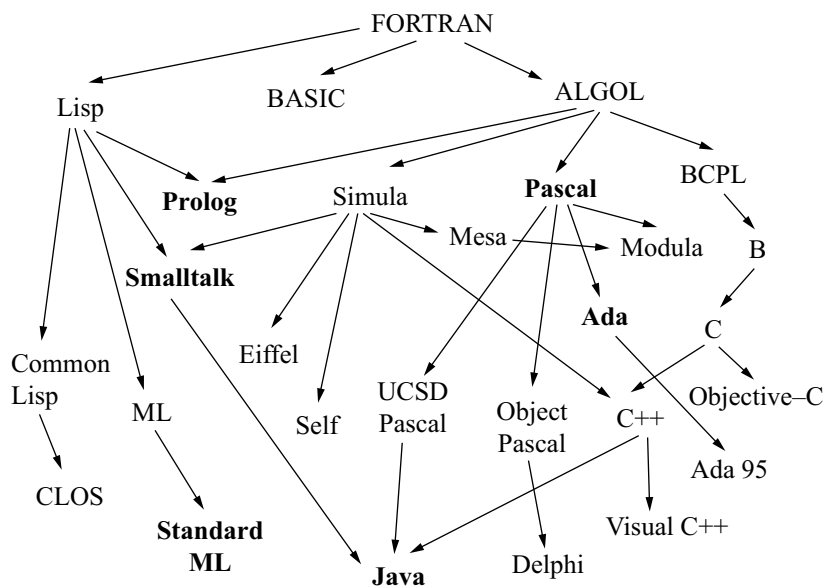 FORTRAN
BASIC
ALGOL
Lisp
BCPL
Prolog
Simula
Pascal
Mesa
Modula
B
Smalltalk
Ada
C
Eiffel
Common
Lisp
UCSD
Pascal
Objective–C
ML
Self
Object
Pascal
C++
Ada 95
CLOS
Standard
ML
Visual C++
Java
Delphi